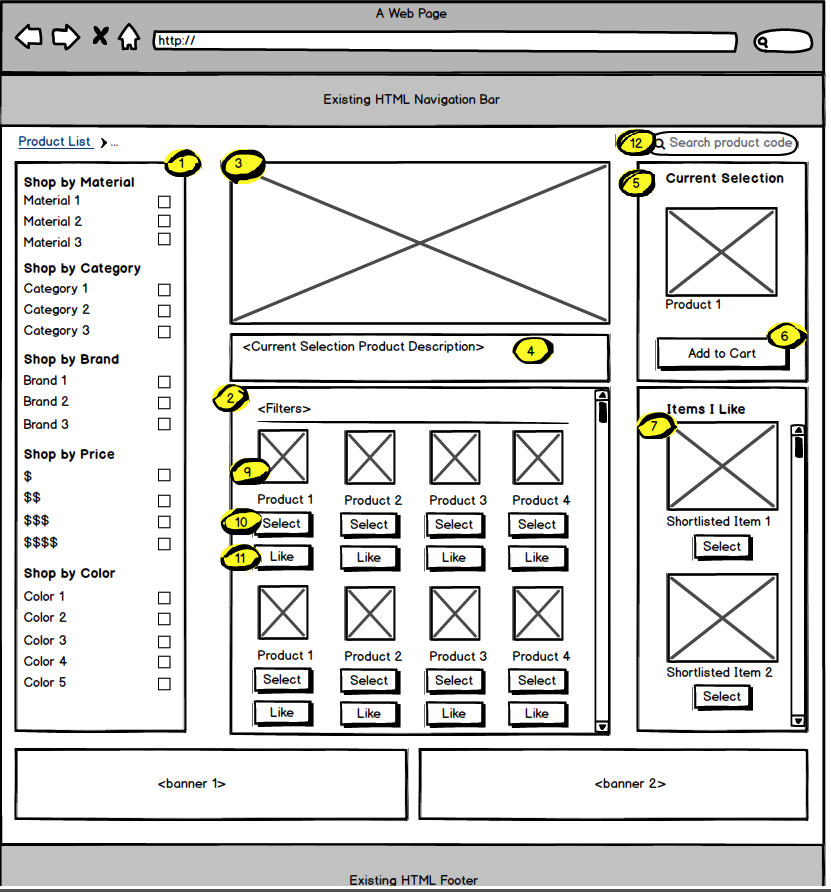 A Web Page
http://
Existing HTML Navigation Bar
Product List ...
12
Search product code
1
Shop by Material
Material 1
Material 2
Material 3
Shop by Category
Category 1
Category 2
Category 3
Shop by Brand
Brand 1
Brand 2
Brand 3
Shop by Price
$
$$
$$$
$$$$
Shop by Color
Color 1
Color 2
Color 3
Color 4
Color 5
3
<Current Selection Product Description>
4
2
<Filters>
9
Product 1 Product 2 Product 3 Product 4
10
Select Select Select Select
11
Like Like Like Like
Product 1 Product 2 Product 3 Product 4
Select Select Select Select
Like Like Like Like
5
Current Selection
Product 1
6
Add to Cart
Items I Like
7
Shortlisted Item 1
Select
Shortlisted Item 2
Select
<banner 1>
<banner 2>
Existing HTML Footer